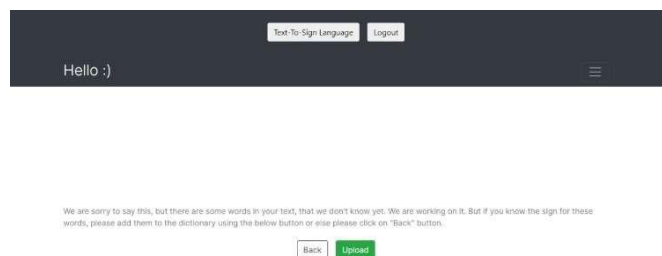 Text-To-Sign Language Logout
Hello :)
We are sorry to say this, but there are some words in your text, that we don't know yet. We are working on it. But if you know the sign for these
words, please add them to the dictionary using the below button or else please click on "Back" button.
Back Upload